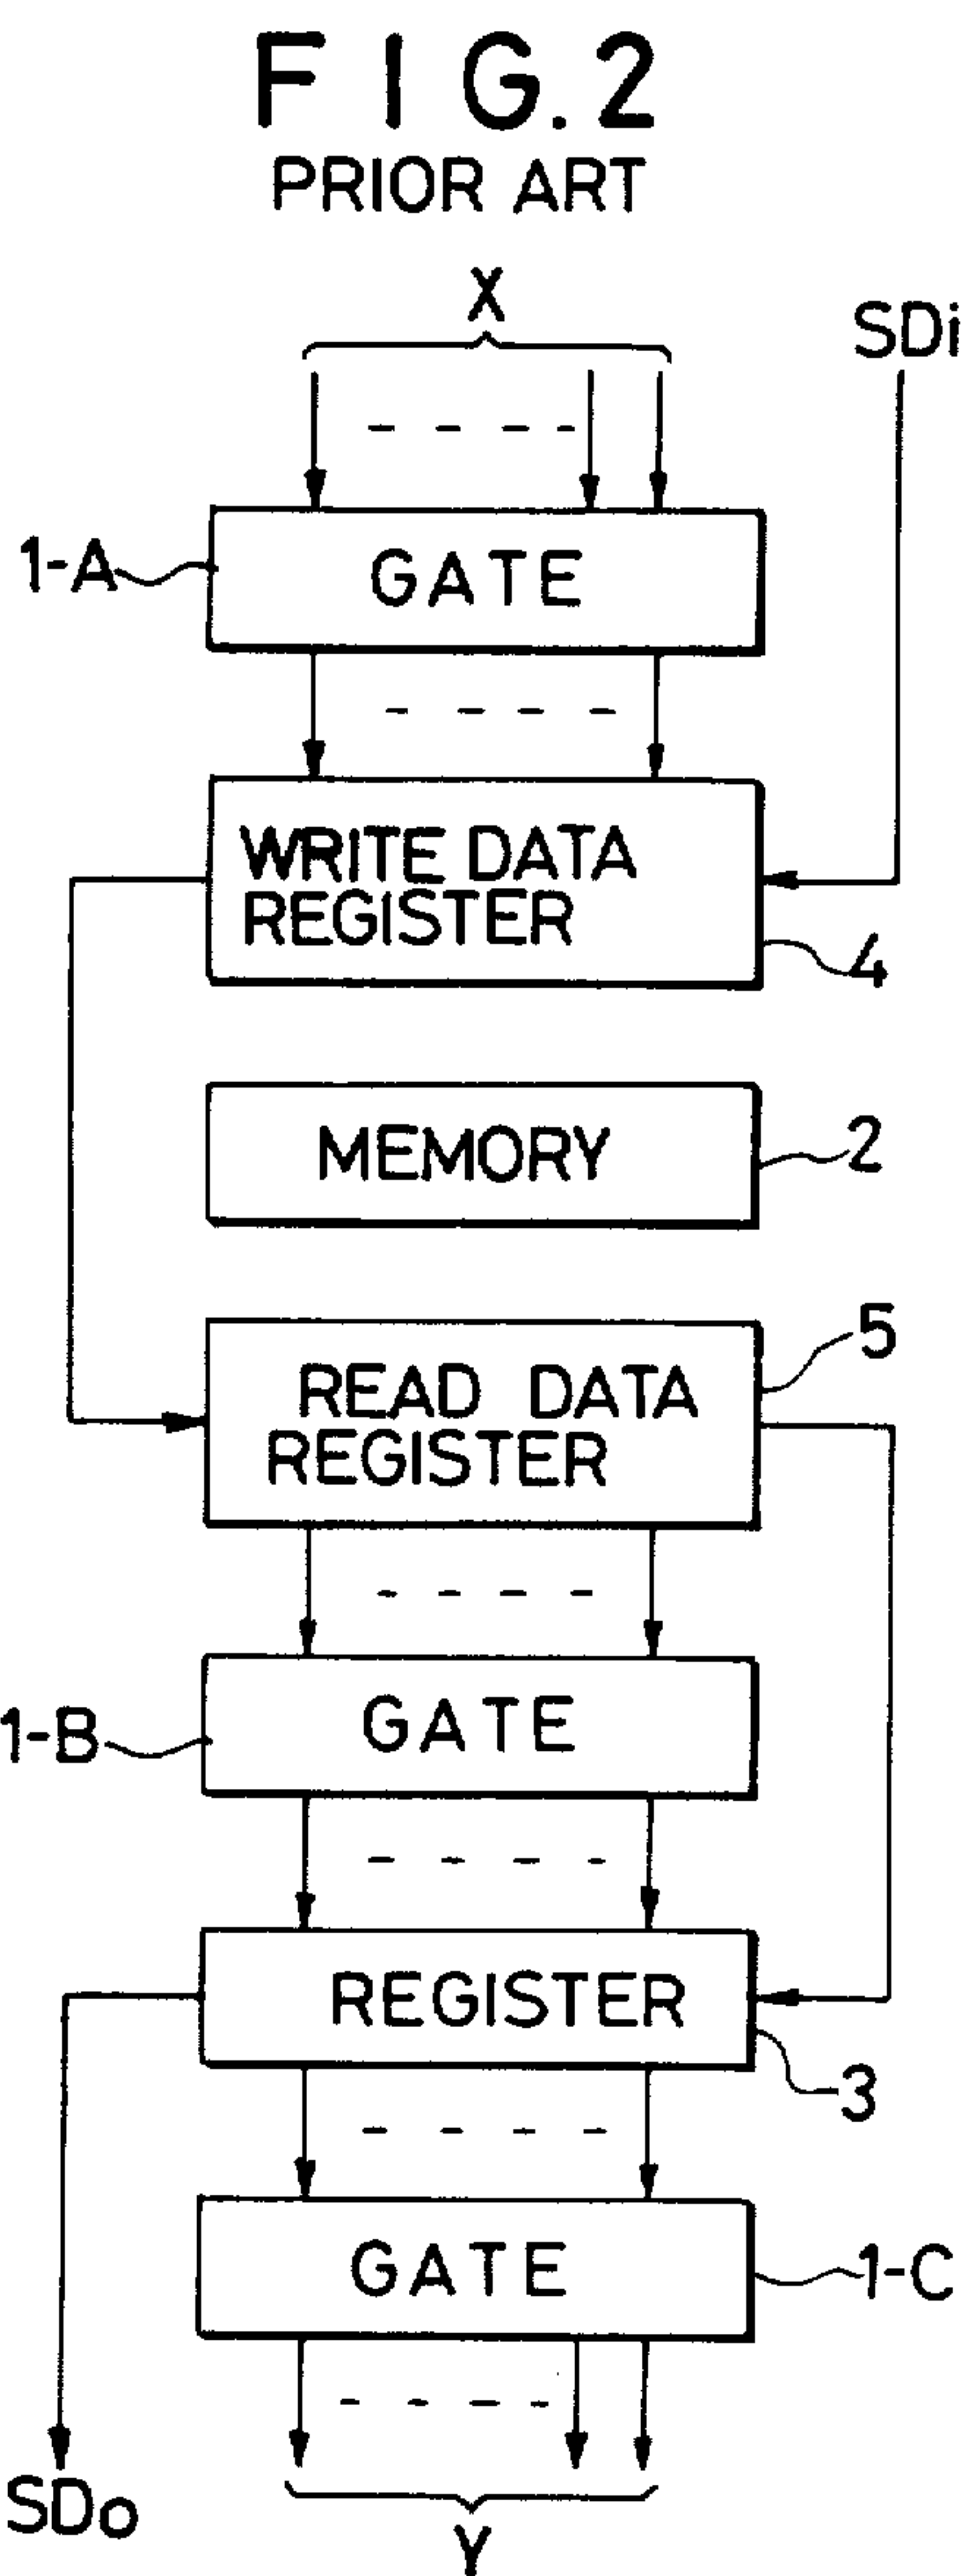 FIG.2
PRIOR ART
X
SDi
1-A
GATE
WRITE DATA
REGISTER
4
MEMORY
2
5
READ DATA
REGISTER
1-B
GATE
REGISTER
3
GATE
1-C
SDo
Y